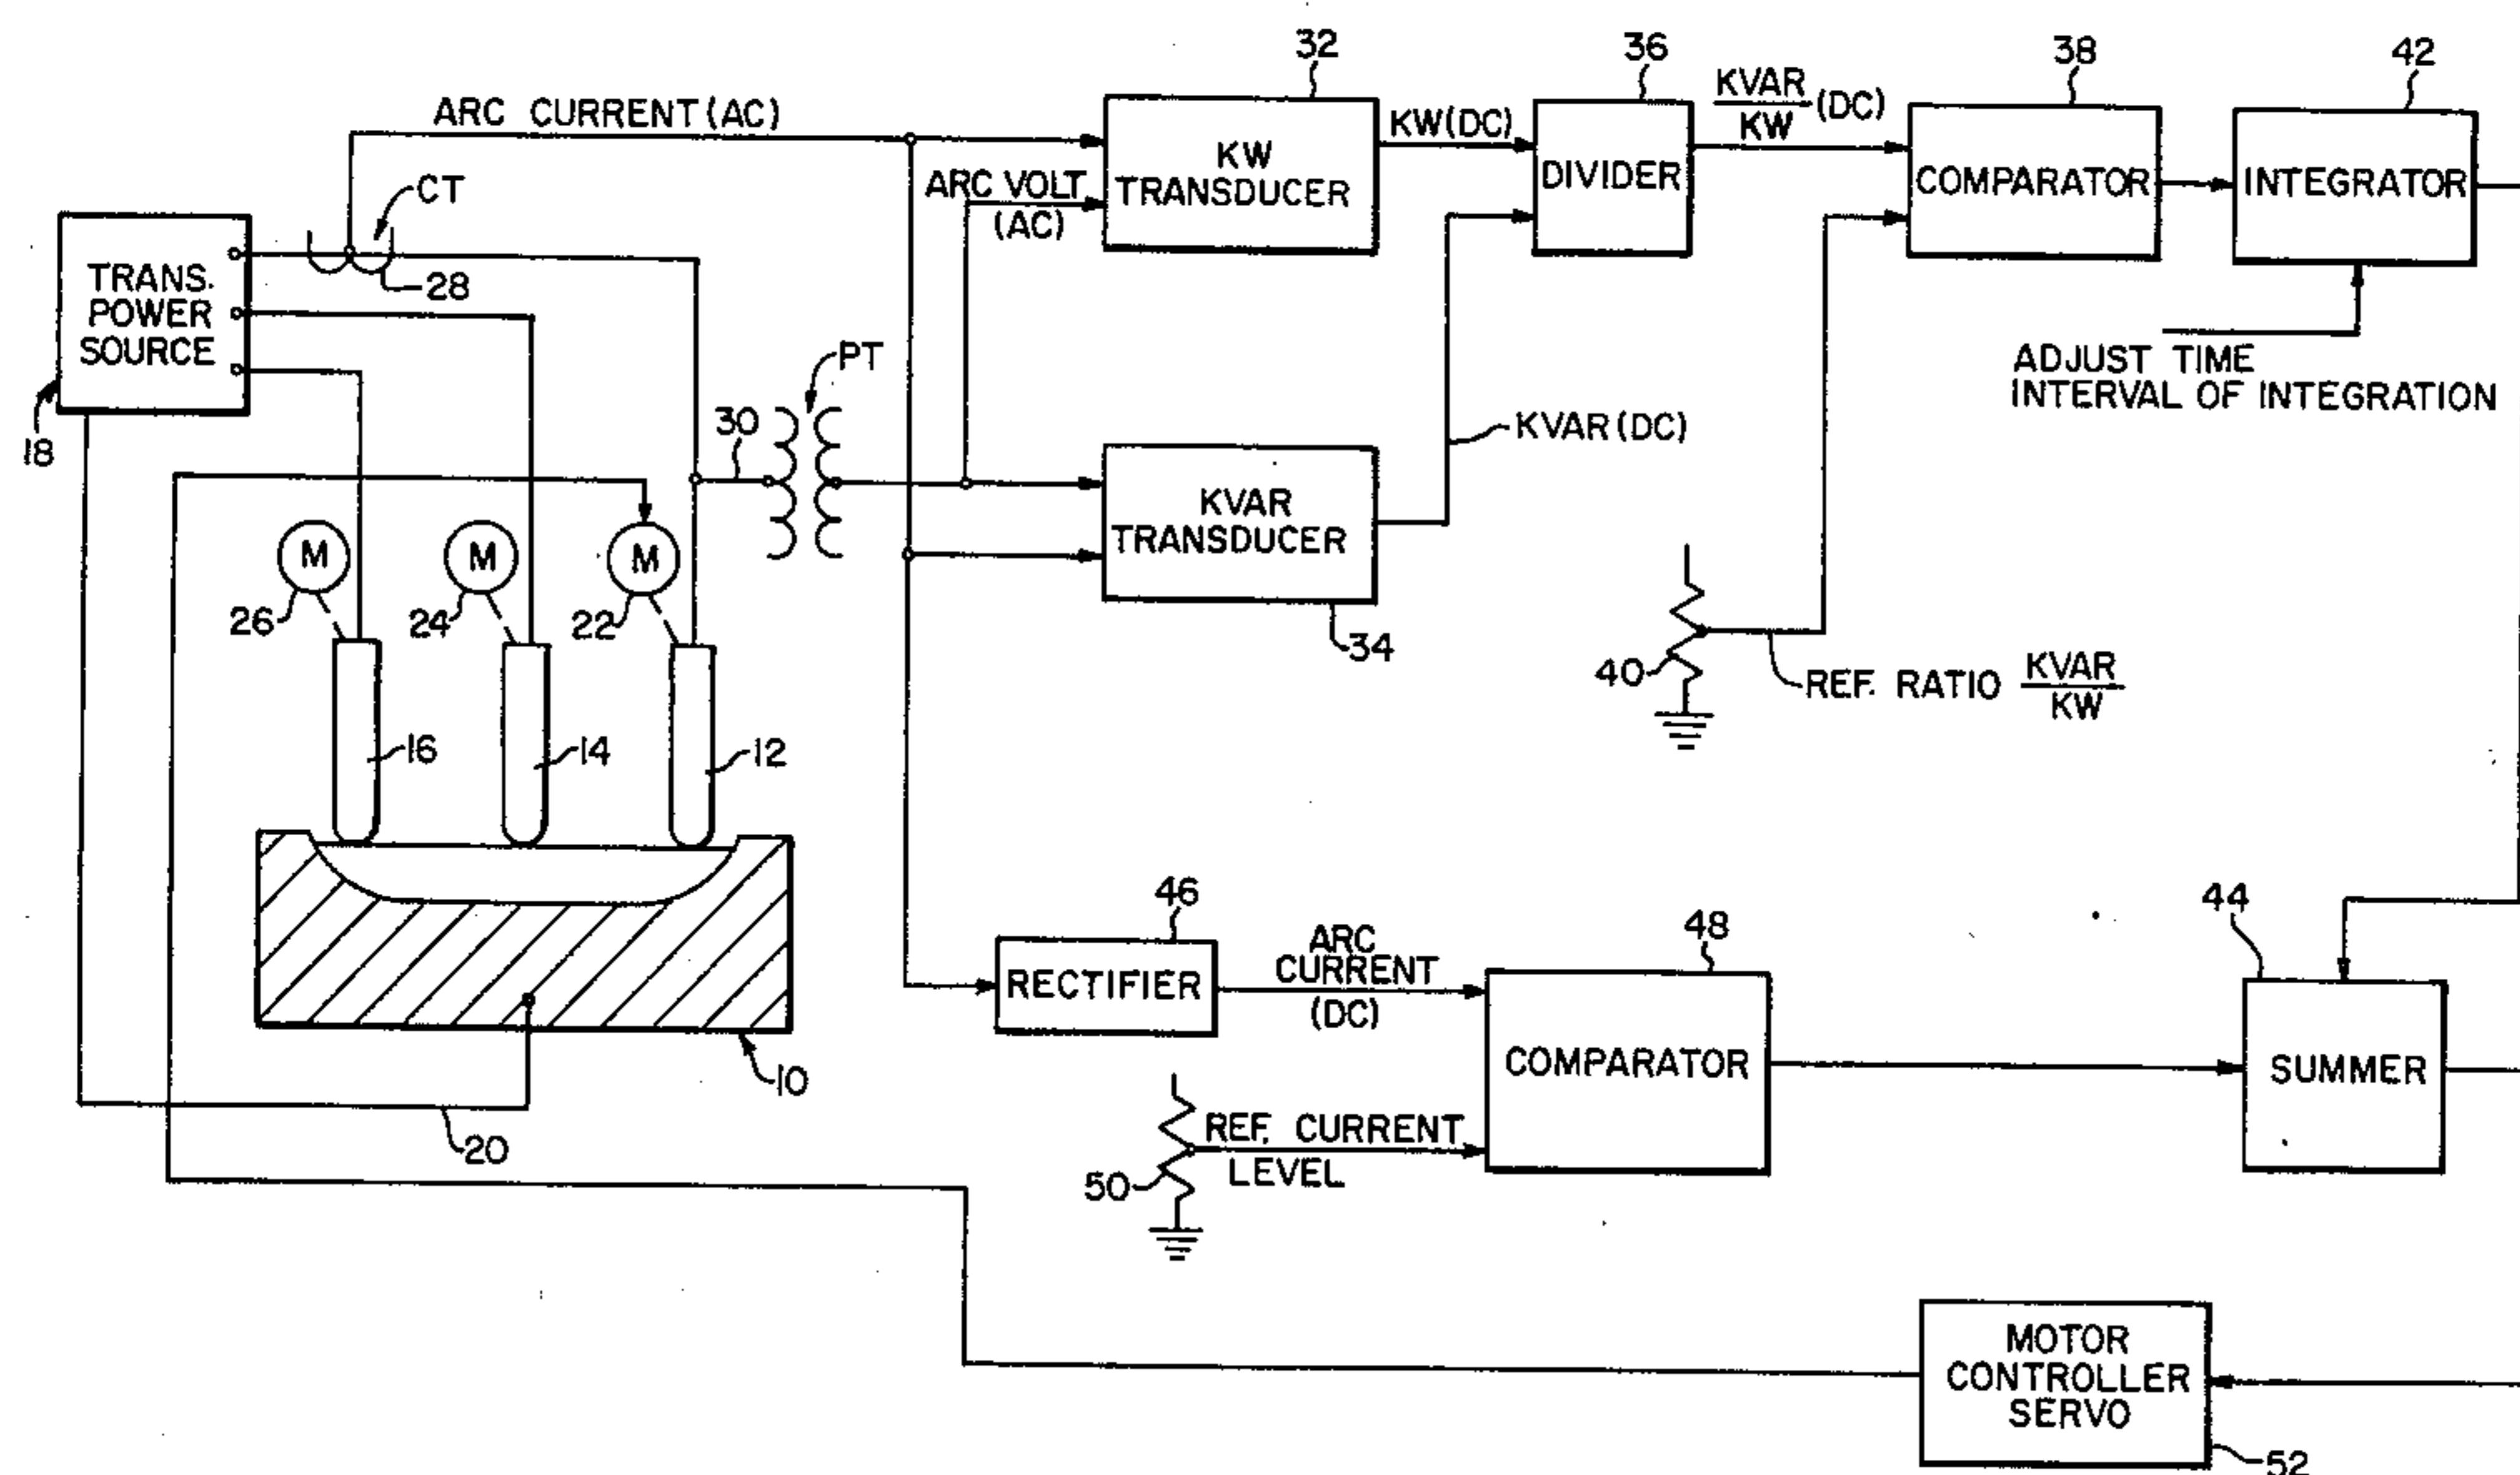 32
36
38
42
ARC CURRENT (AC)
KVAR
KW
(DC)
KW (DC)
KW
TRANSDUCER
DIVIDER
COMPARATOR
INTEGRATOR
ARC VOLT
(AC)
CT
28
TRANS.
POWER
SOURCE
18
PT
30
ADJUST TIME
INTERVAL OF INTEGRATION
KVAR (DC)
KVAR
TRANSDUCER
34
M
M
M
26
24
22
40
REF. RATIO
KVAR
KW
16
14
12
46
48
44
RECTIFIER
ARC
CURRENT
(DC)
COMPARATOR
SUMMER
10
20
REF. CURRENT
LEVEL
50
MOTOR
CONTROLLER
SERVO
52